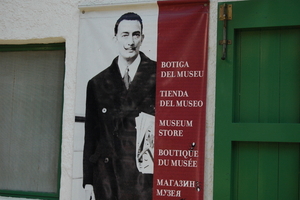 BOTIGA
DEL MUSEU
TIENDA
DEL MUSEO
MUSEUM
STORE
BOUTIQUE
DU MUSÉE
МАГАЗИН
МУЗЕЯ